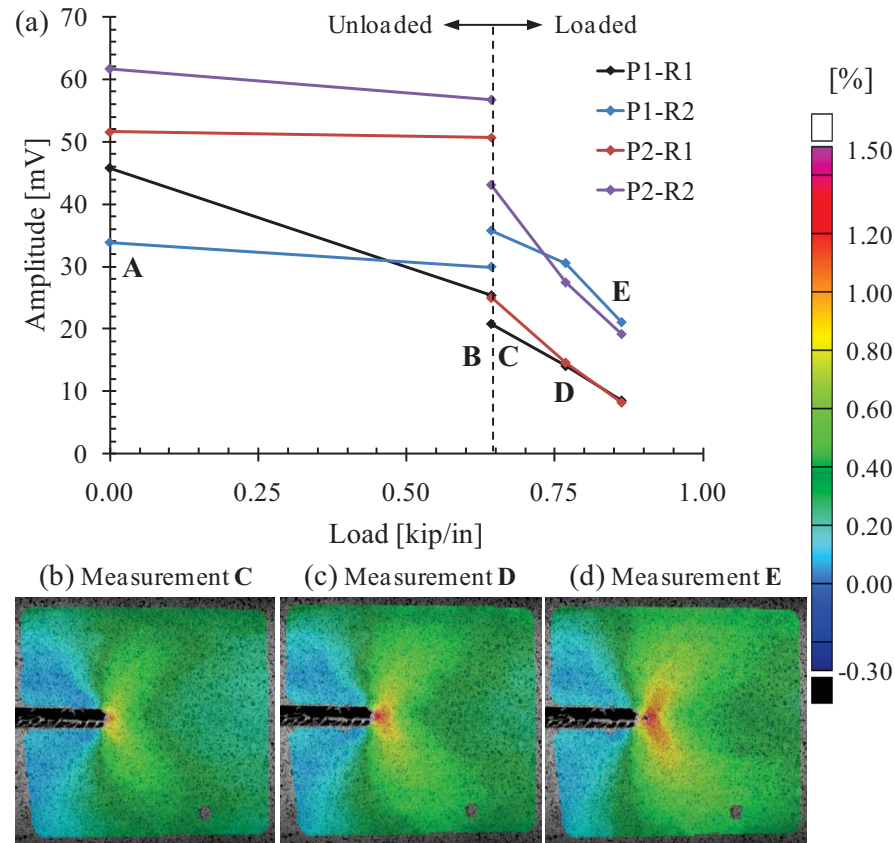 (a)
Unloaded
Loaded
70
60
50
40
30
20
10
0
Amplitude [mV]
P1-R1
P1-R2
P2-R1
P2-R2
A
B
C
D
E
0.00
0.25
0.50
0.75
1.00
Load [kip/in]
[%]
1.50
1.20
1.00
0.80
0.60
0.40
0.20
0.00
-0.30
(b) Measurement C
(c) Measurement D
(d) Measurement E